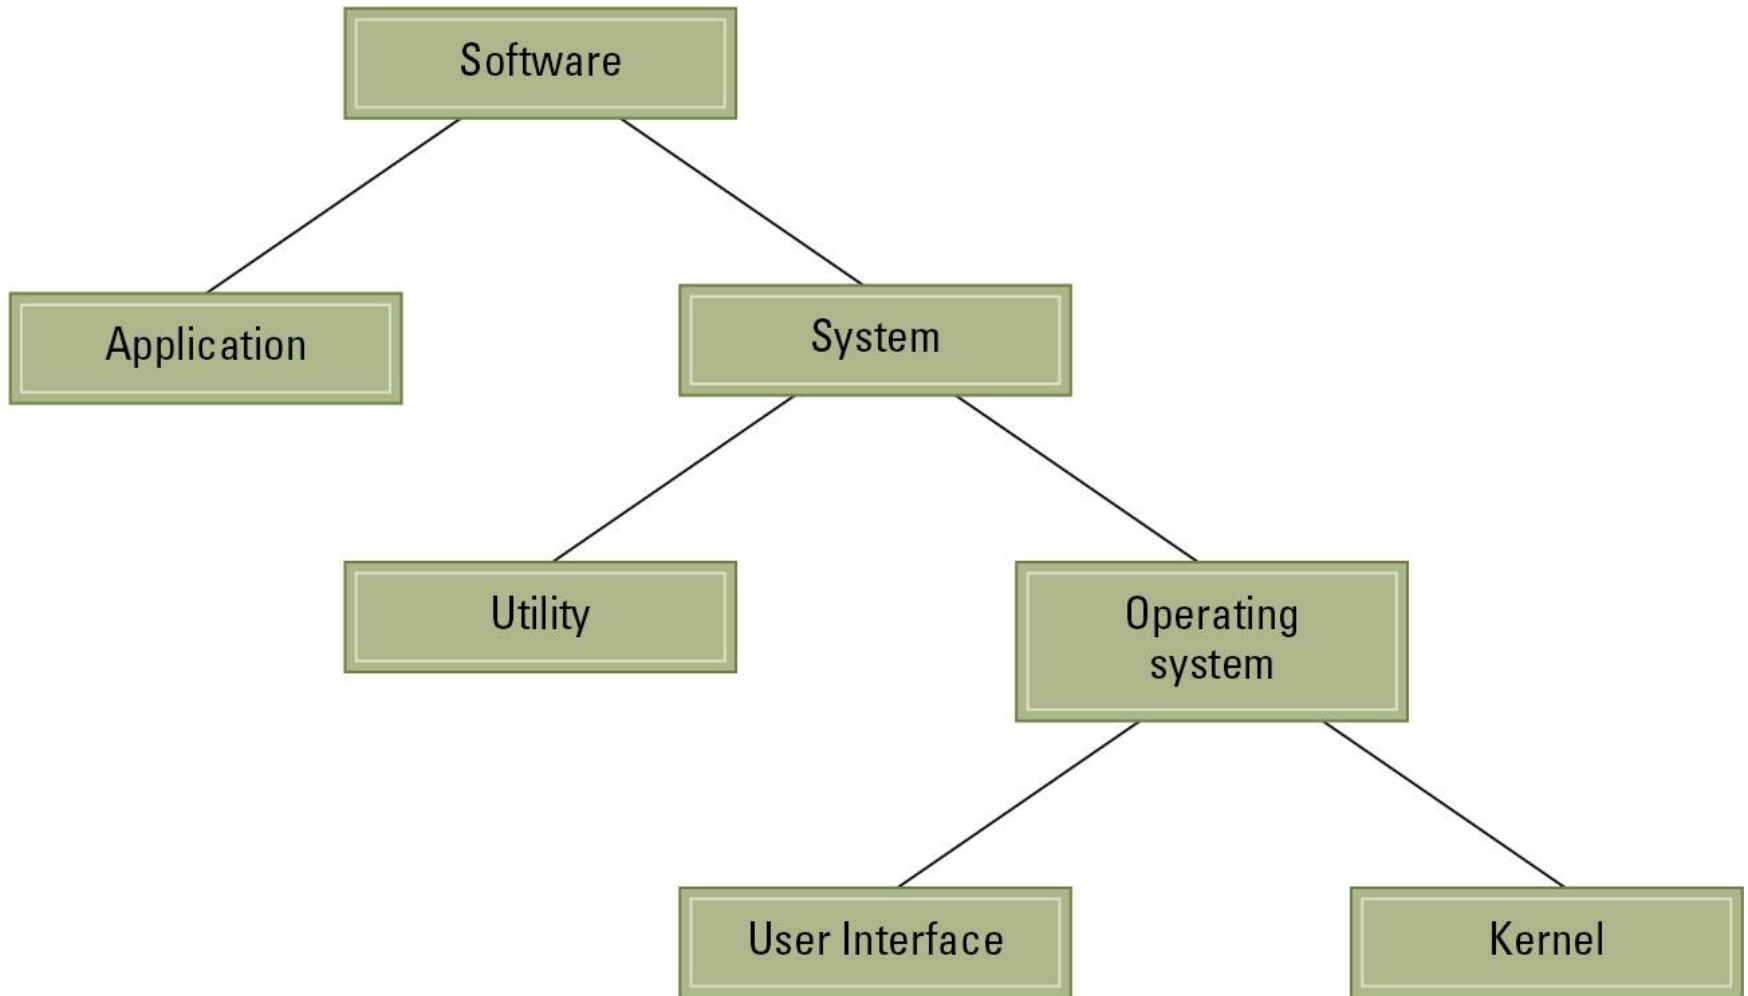 Software
Application
System
Utility
Operating
system
User Interface
Kernel